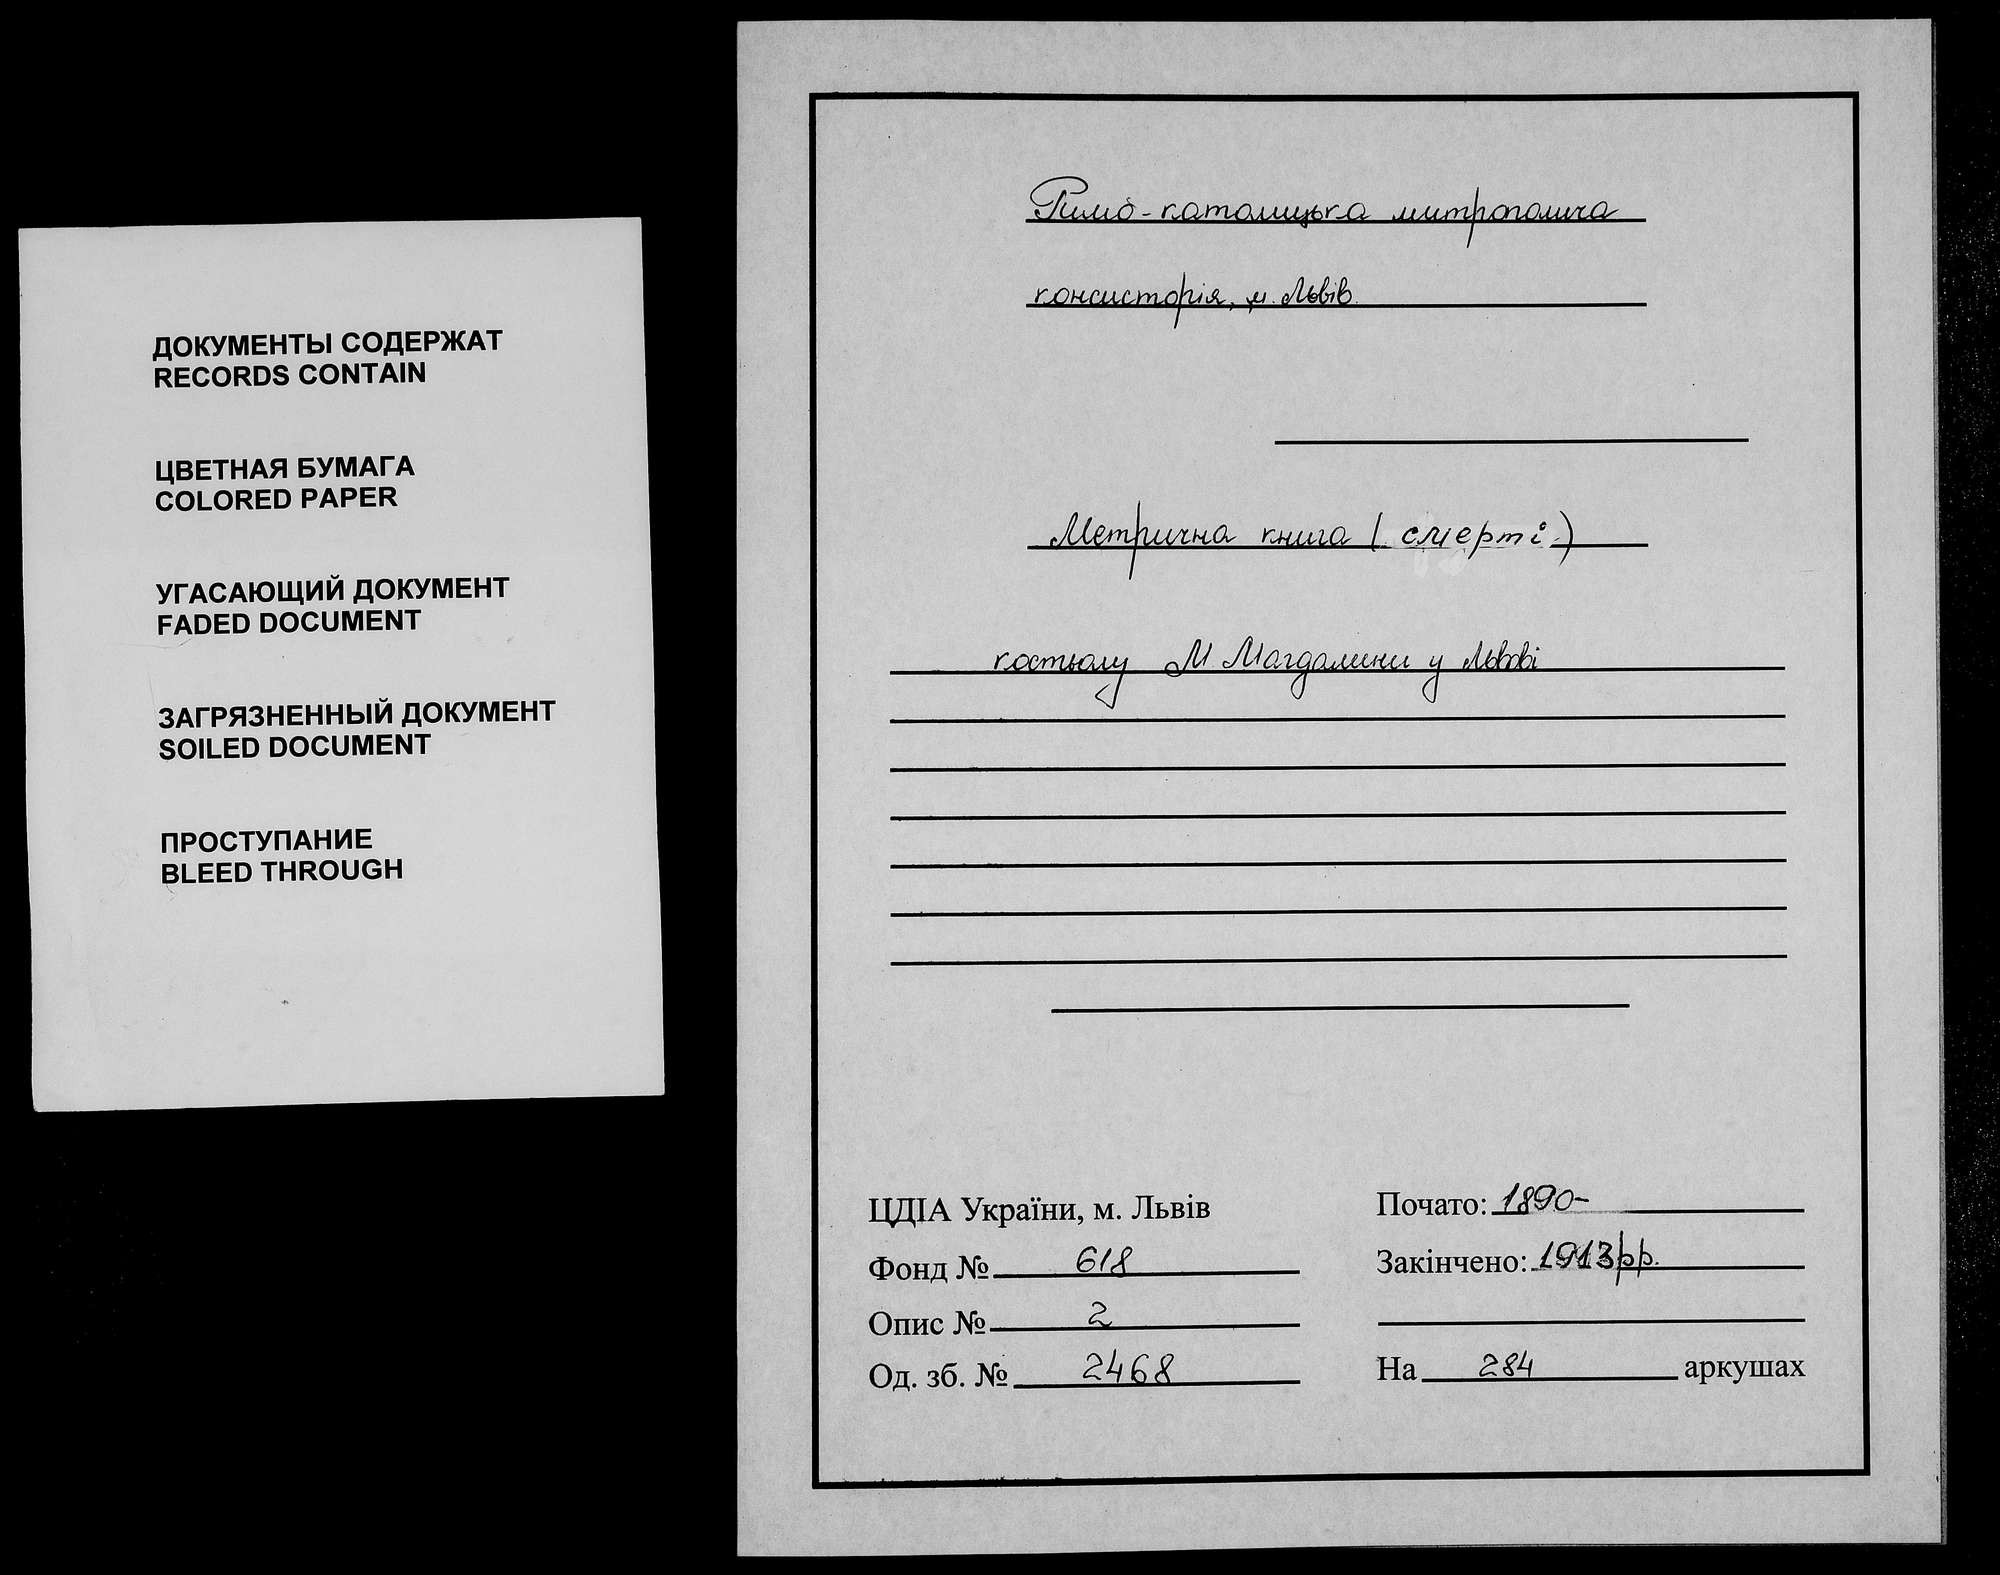 ДОКУМЕНТЫ СОДЕРЖАТ
RECORDS CONTAIN
ЦВЕТНАЯ БУМАГА
COLORED PAPER
УГАСАЮЩИЙ ДОКУМЕНТ
FADED DOCUMENT
ЗАГРЯЗНЕННЫЙ ДОКУМЕНТ
SOILED DOCUMENT
ПРОСТУПАНИЕ
BLEED THROUGH
Римо-католицька митрополича
консисторія, м. Львів.
Метрична книга (смерті.)
костьолу М Магдалини у Львові
ЦДІА України, м. Львів
Фонд № 618
Опис № 2
Од. зб. № 2468
Почато: 1890-
Закінчено: 1913рр.
На 284 аркушах